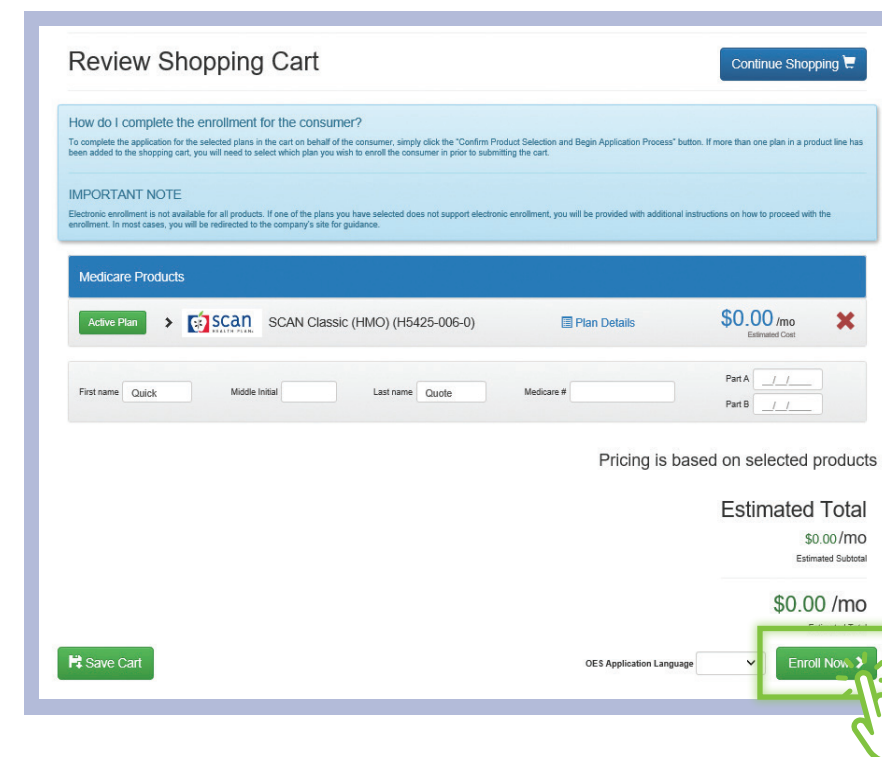 Review Shopping Cart
Continue Shopping
How do I complete the enrollment for the consumer?
To complete the application for the selected plans in the cart on behalf of the consumer, simply click the "Confirm Product Selection and Begin Application Process" button. If more than one plan in a product line has
been added to the shopping cart, you will need to select which plan you wish to enroll the consumer in prior to submitting the cart.
IMPORTANT NOTE
Electronic enrollment is not available for all products. If one of the plans you have selected does not support electronic enrollment, you will be provided with additional instructions on how to proceed with the
enrollment. In most cases, you will be redirected to the company's site for guidance.
Medicare Products
Active Plan
scan
HEALTH PLAN.
SCAN Classic (HMO) (H5425-006-0)
Plan Details
$0.00 /mo
Estimated Cost
First name Quick Middle Initial Last name Quote Medicare #
Part A __/__/____
Part B __/__/____
Pricing is based on selected products
Estimated Total
$0.00 /mo
Estimated Subtotal
$0.00 /mo
Estimated Total
Save Cart
OES Application Language
Enroll Now